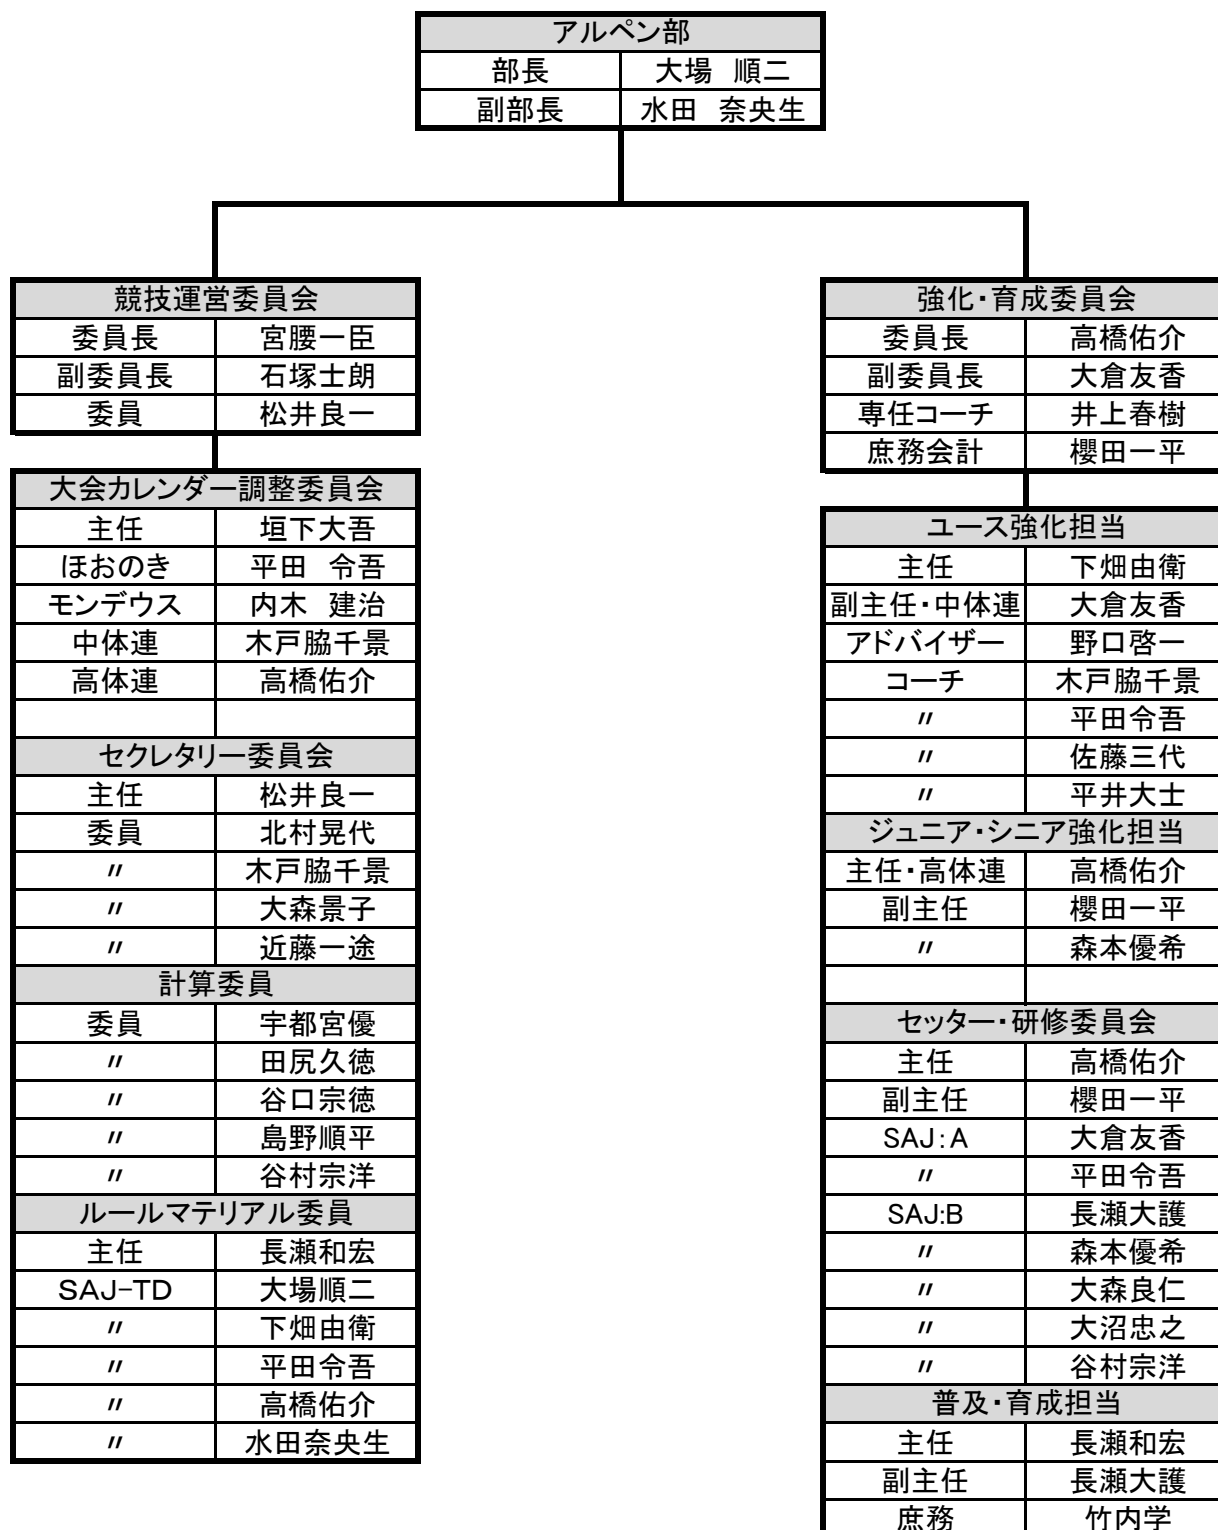 アルペン部
部長 大場 順二
副部長 水田 奈央生
競技運営委員会
委員長 宮腰一臣
副委員長 石塚士朗
委員 松井良一
大会カレンダー調整委員会
主任 垣下大吾
ほおのき 平田 令吾
モンデウス 内木 建治
中体連 木戸脇千景
高体連 高橋佑介
セクレタリー委員会
主任 松井良一
委員 北村晃代
〃 木戸脇千景
〃 大森景子
〃 近藤一途
計算委員
委員 宇都宮優
〃 田尻久徳
〃 谷口宗徳
〃 島野順平
〃 谷村宗洋
ルールマテリアル委員
主任 長瀬和宏
SAJ-TD 大場順二
〃 下畑由衛
〃 平田令吾
〃 高橋佑介
〃 水田奈央生
強化・育成委員会
委員長 高橋佑介
副委員長 大倉友香
専任コーチ 井上春樹
庶務会計 櫻田一平
ユース強化担当
主任 下畑由衛
副主任・中体連 大倉友香
アドバイザー 野口啓一
コーチ 木戸脇千景
〃 平田令吾
〃 佐藤三代
〃 平井大士
ジュニア・シニア強化担当
主任・高体連 高橋佑介
副主任 櫻田一平
〃 森本優希
セッター・研修委員会
主任 高橋佑介
副主任 櫻田一平
SAJ:A 大倉友香
〃 平田令吾
SAJ:B 長瀬大護
〃 森本優希
〃 大森良仁
〃 大沼忠之
〃 谷村宗洋
普及・育成担当
主任 長瀬和宏
副主任 長瀬大護
庶務 竹内学